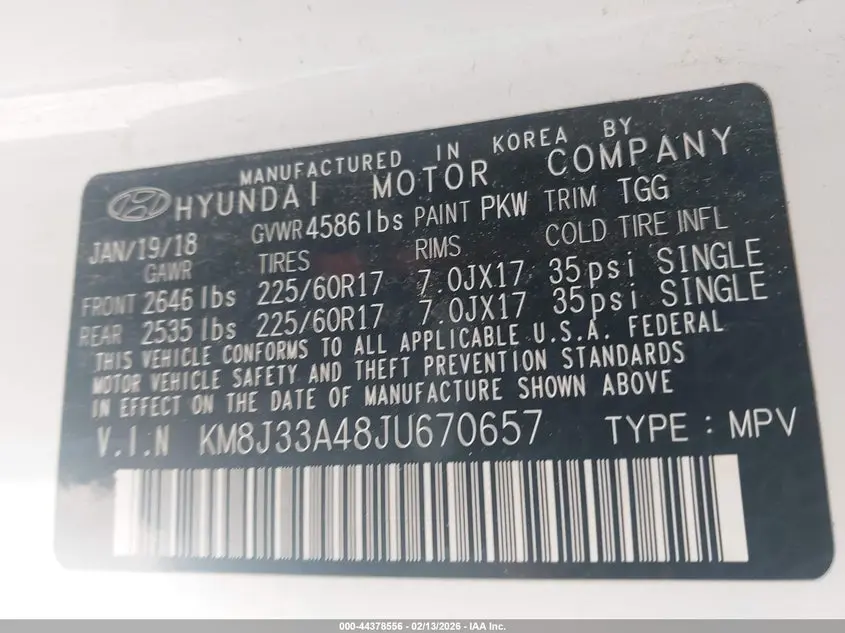 MANUFACTURED IN KOREA BY
HYUNDAI MOTOR COMPANY
JAN/19/18 GVWR 4586 lbs PAINT PKW TRIM TGG
GAWR TIRES RIMS COLD TIRE INFL
FRONT 2646 lbs 225/60R17 7.0JX17 35psi SINGLE
REAR 2535 lbs 225/60R17 7.0JX17 35psi SINGLE
THIS VEHICLE CONFORMS TO ALL APPLICABLE U.S.A. FEDERAL
MOTOR VEHICLE SAFETY AND THEFT PREVENTION STANDARDS
IN EFFECT ON THE DATE OF MANUFACTURE SHOWN ABOVE
V.I.N KM8J33A48JU670657 TYPE : MPV
000-44378556 - 02/13/2026 - IAA Inc.